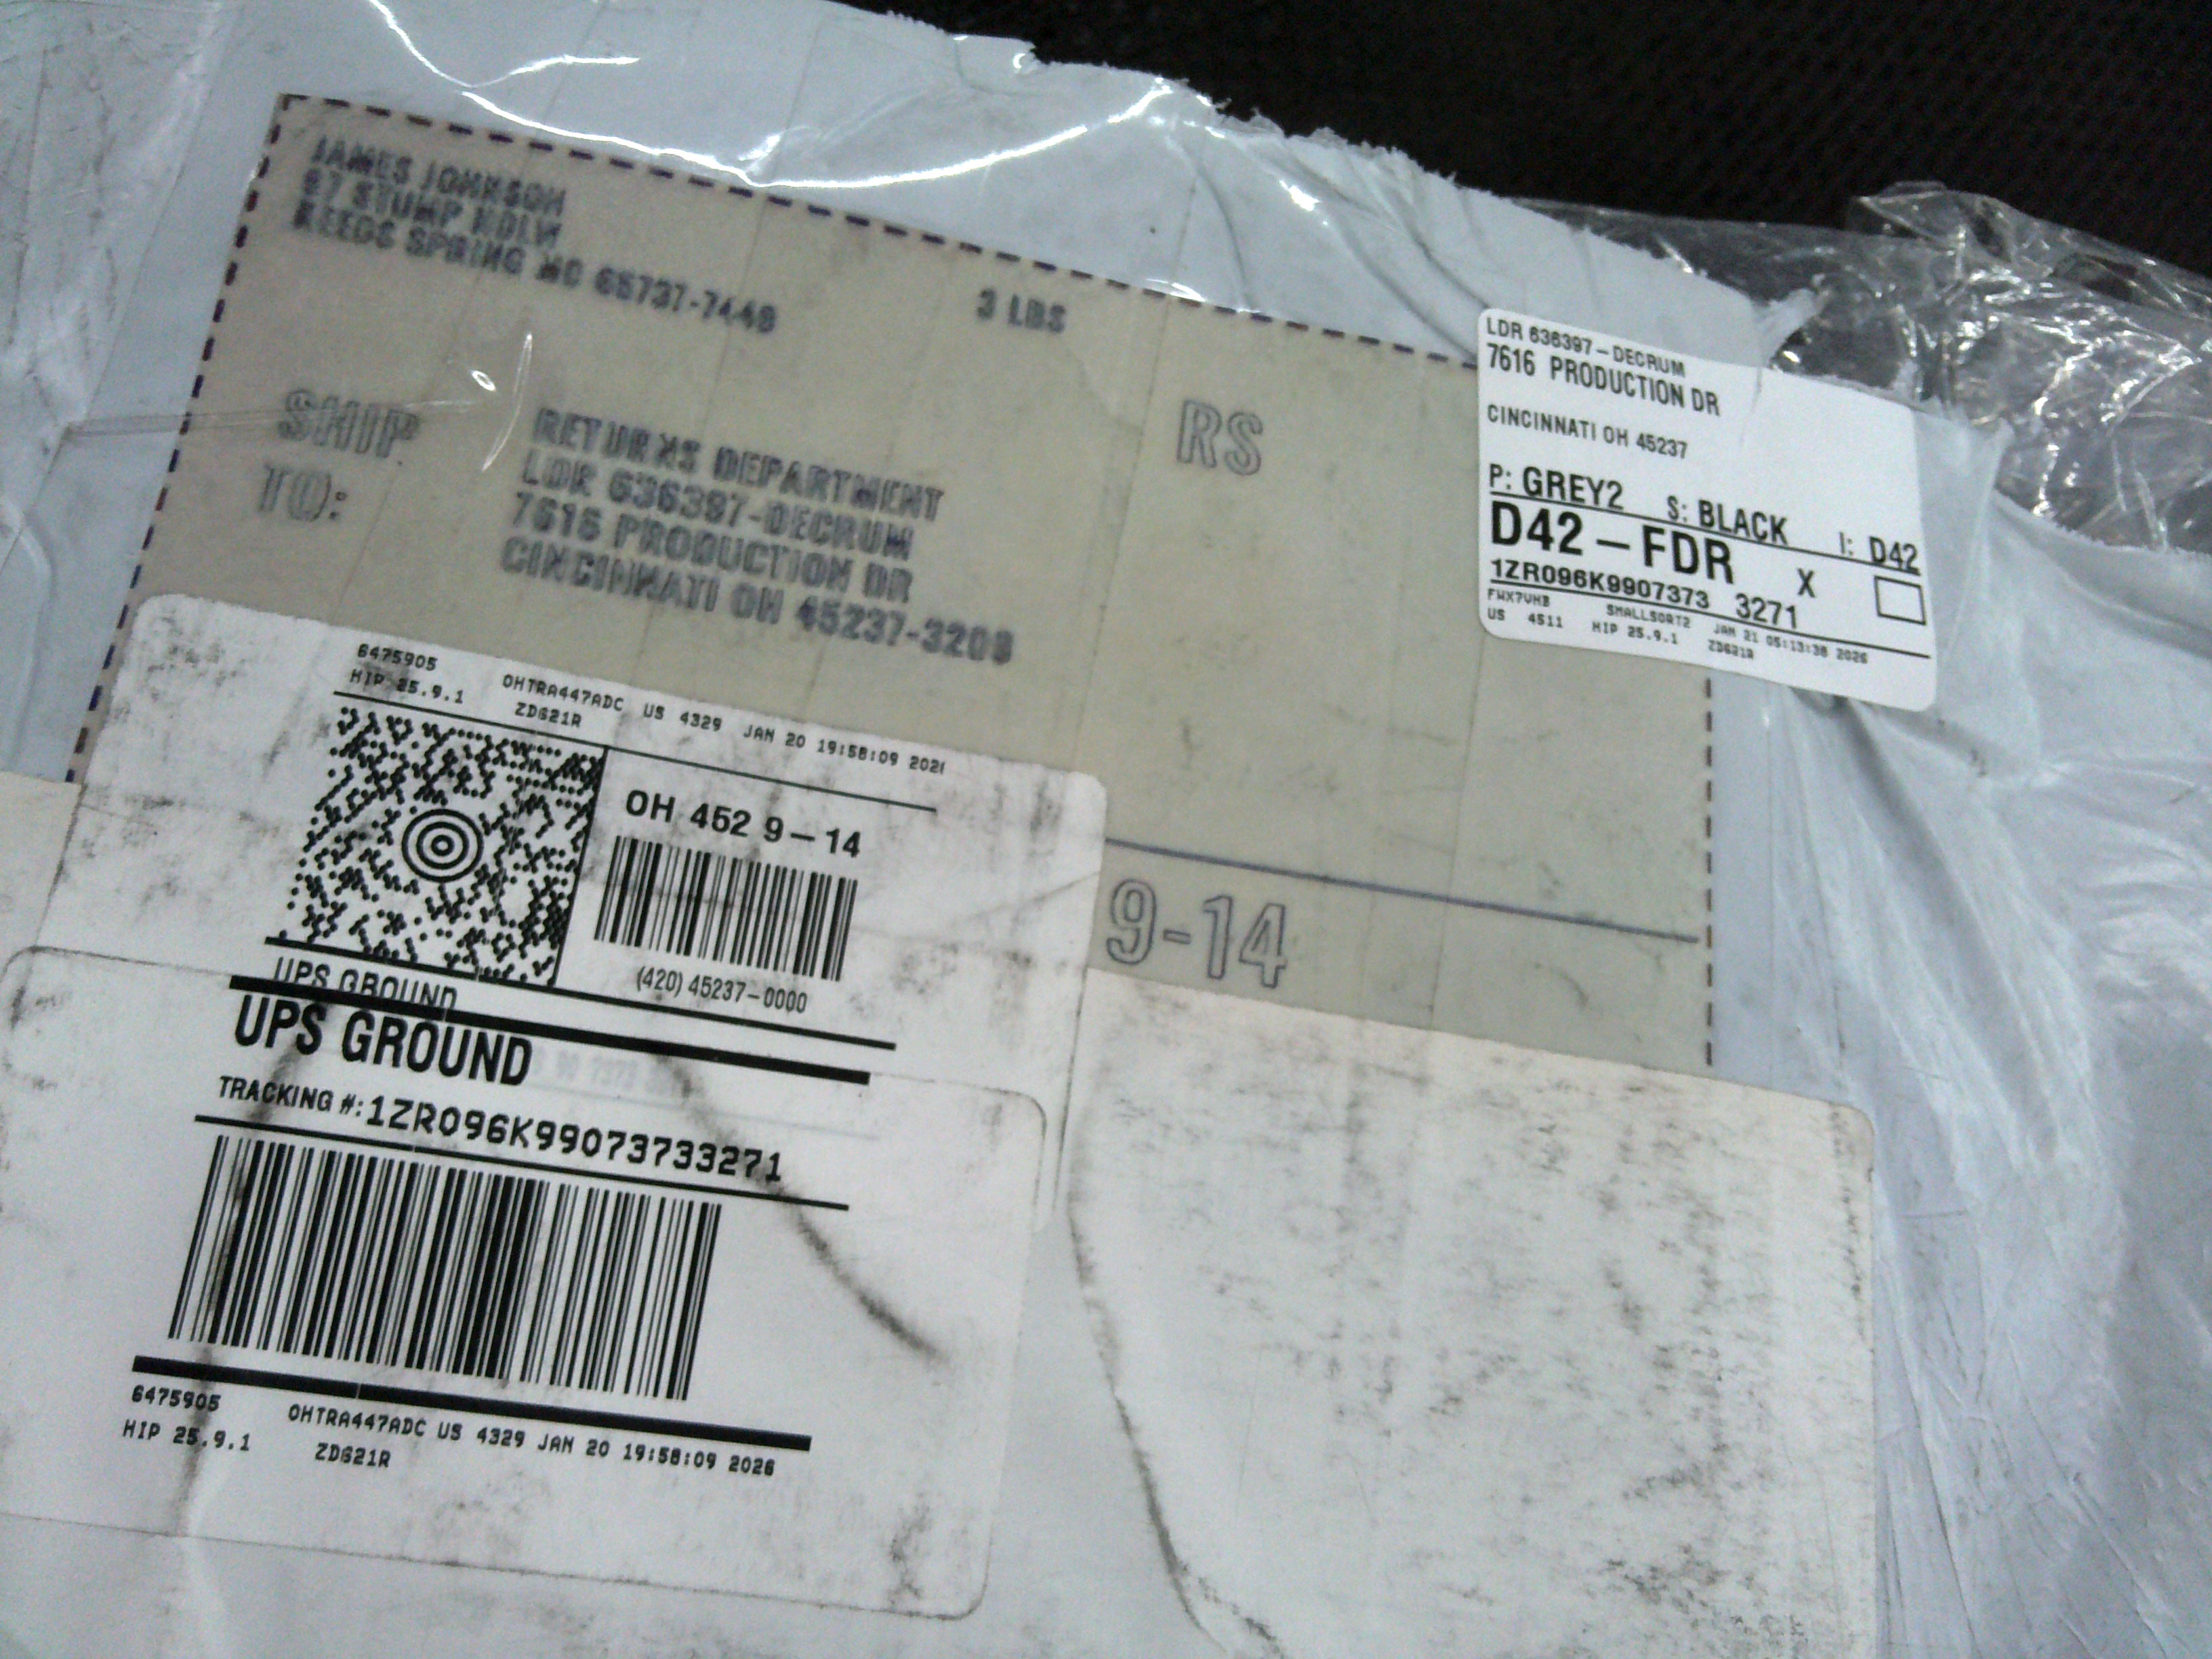 JAMES JOHNSON
67 STUMP HOLW
REEDS SPRING MO 65737-7448
3 LBS
SHIP
TO:
RETURNS DEPARTMENT
LDR 636397-DECRUM
7616 PRODUCTION DR
CINCINNATI OH 45237-3208
RS
LDR 636397-DECRUM
7616 PRODUCTION DR
CINCINNATI OH 45237
P: GREY2 S: BLACK I: D42
D42-FDR X
1ZR096K9907373 3271
FWX7VHB SMALLSORT2 JAN 21 05:13:38 2026
US 4511 HIP 25.9.1 ZD621R
6475905 OHTRA447ADC US 4329 JAN 20 19:58:09
HIP 25.9.1 ZD621R
OH 452 9-14
(420) 45237-0000
9-14
UPS GROUND
UPS GROUND
TRACKING #: 1ZR096K99073733271
6475905 OHTRA447ADC US 4329 JAN 20 19:58:09 2026
HIP 25.9.1 ZD621R